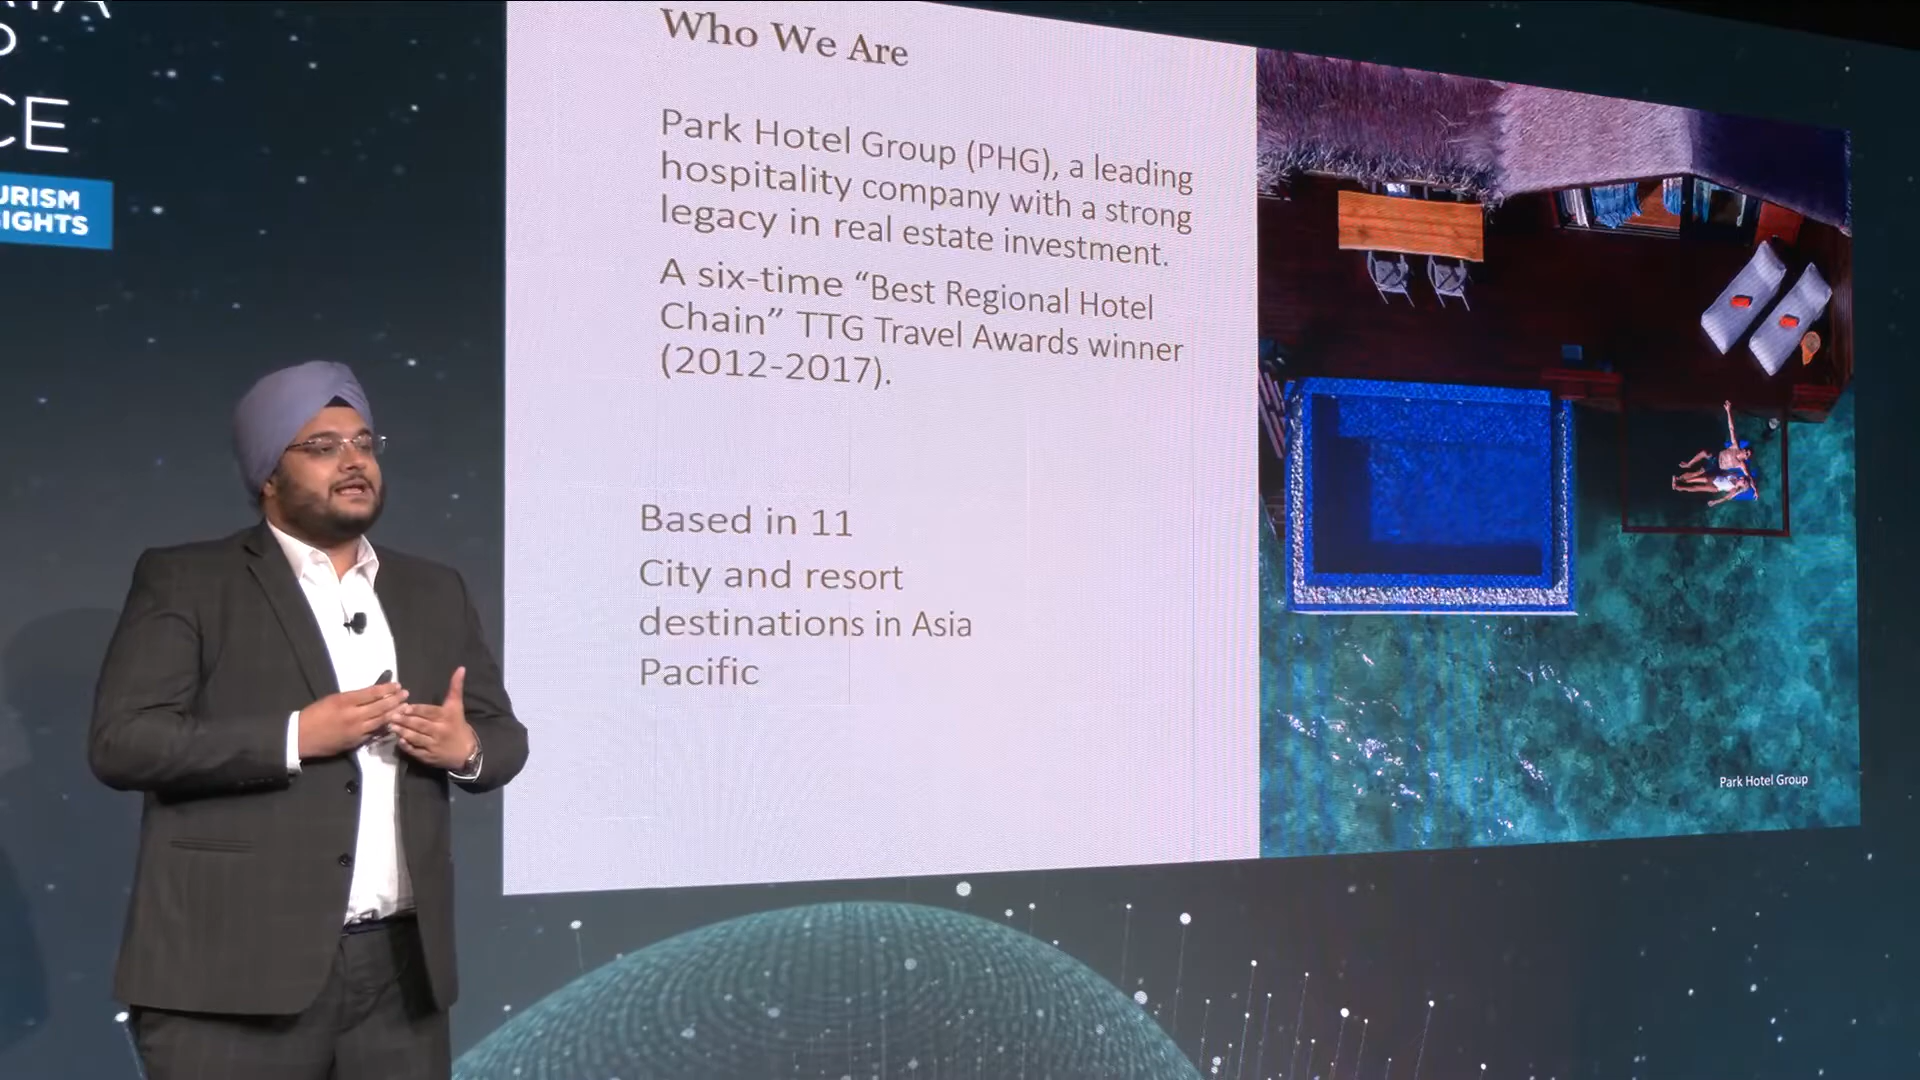 CE
URISM
IGHTS
Who We Are
Park Hotel Group (PHG), a leading
hospitality company with a strong
legacy in real estate investment.
A six-time “Best Regional Hotel
Chain” TTG Travel Awards winner
(2012-2017).
Based in 11
City and resort
destinations in Asia
Pacific
Park Hotel Group